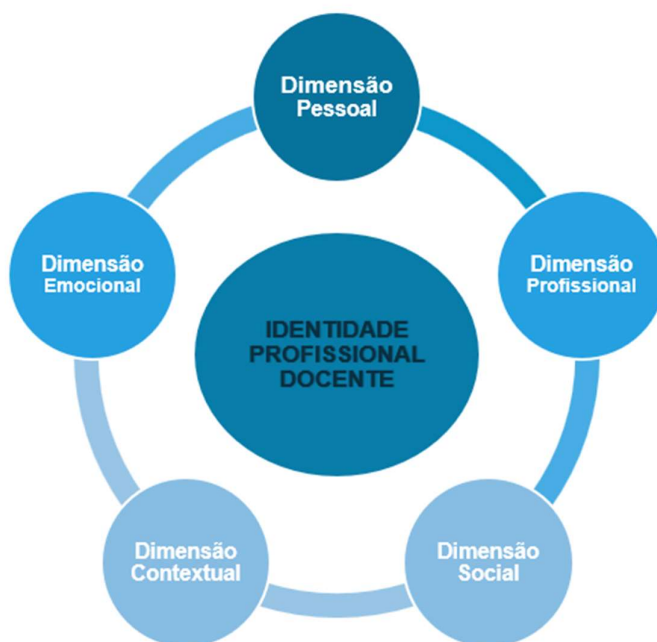 Dimensão
Pessoal
Dimensão
Emocional
Dimensão
Profissional
IDENTIDADE
PROFISSIONAL
DOCENTE
Dimensão
Contextual
Dimensão
Social